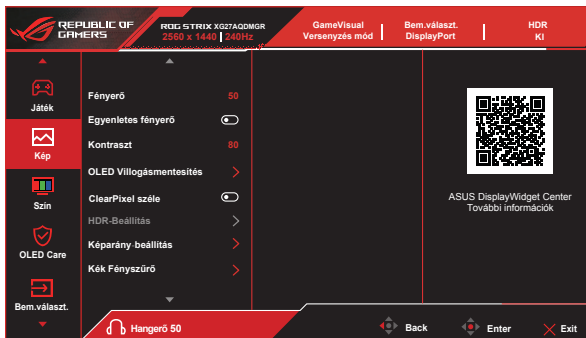 REPUBLIC OF
GAMERS
ROG STRIX XG27AQDMGR
2560 x 1440 240Hz
GameVisual
Versenyzés mód
Bem.választ.
DisplayPort
HDR
KI
Játék
Kép
Szín
OLED Care
Bem.választ.
Fényerő 50
Egyenletes fényerő
Kontraszt 80
OLED Villogásmentesítés
ClearPixel széle
HDR-Beállítás
Képarány-beállítás
Kék Fényszűrő
ASUS DisplayWidget Center
További információk
Hangerő 50
Back
Enter
Exit